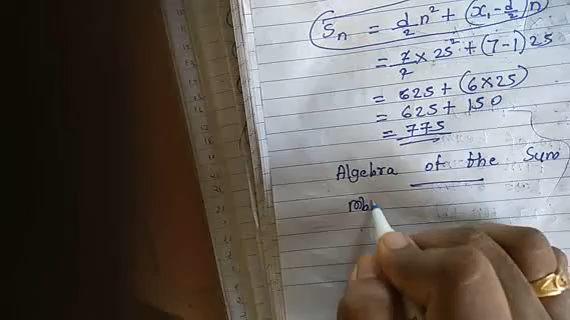 Sn = d/2 n² + (x₁ - d/2) n
= 2/2 × 25² + (7-1) 25
= 625 + (6×25)
= 625 + 150
= 775
Algebra of the Sum